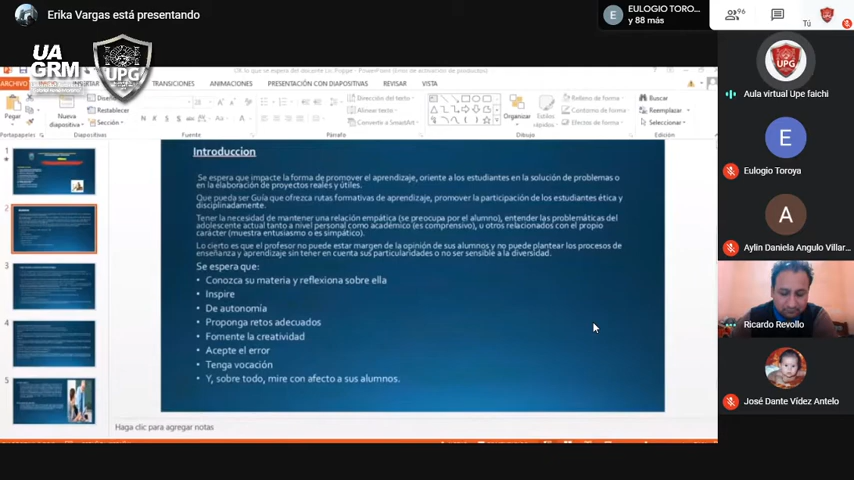 Erika Vargas está presentando
EULOGIO TORO...
y 88 más
96
Tú
UA
GRM
UPG
ARCHIVO
INSERTAR
TRANSICIONES
ANIMACIONES
PRESENTACIÓN CON DIAPOSITIVAS
REVISAR
VISTA
Pegar
Nueva
diapositiva
Restablecer
Sección
Dirección del texto
Alinear texto
Convertir a SmartArt
Organizar
Estilos
rápidos
Relleno de forma
Contorno de forma
Efectos de forma
Buscar
Reemplazar
Seleccionar
Portapapeles
Diapositivas
Fuente
Párrafo
Dibujo
Edición
1
2
3
4
5
Introduccion
Se espera que impacte la forma de promover el aprendizaje, oriente a los estudiantes en la solución de problemas o
en la elaboración de proyectos reales y útiles.
Que pueda ser Guía que ofrezca rutas formativas de aprendizaje, promover la participación de los estudiantes ética y
disciplinadamente.
Tener la necesidad de mantener una relación empática (se preocupa por el alumno), entender las problemáticas del
adolescente actual tanto a nivel personal como académico (es comprensivo), u otros relacionados con el propio
carácter (muestra entusiasmo o es simpático).
Lo cierto es que el profesor no puede estar margen de la opinión de sus alumnos y no puede plantear los procesos de
enseñanza y aprendizaje sin tener en cuenta sus particularidades o no ser sensible a la diversidad.
Se espera que:
• Conozca su materia y reflexiona sobre ella
• Inspire
• De autonomía
• Proponga retos adecuados
• Fomente la creatividad
• Acepte el error
• Tenga vocación
• Y, sobre todo, mire con afecto a sus alumnos.
Haga clic para agregar notas
Aula virtual Upe faichi
E
Eulogio Toroya
A
Aylin Daniela Angulo Villar...
Ricardo Revollo
José Dante Vídez Antelo